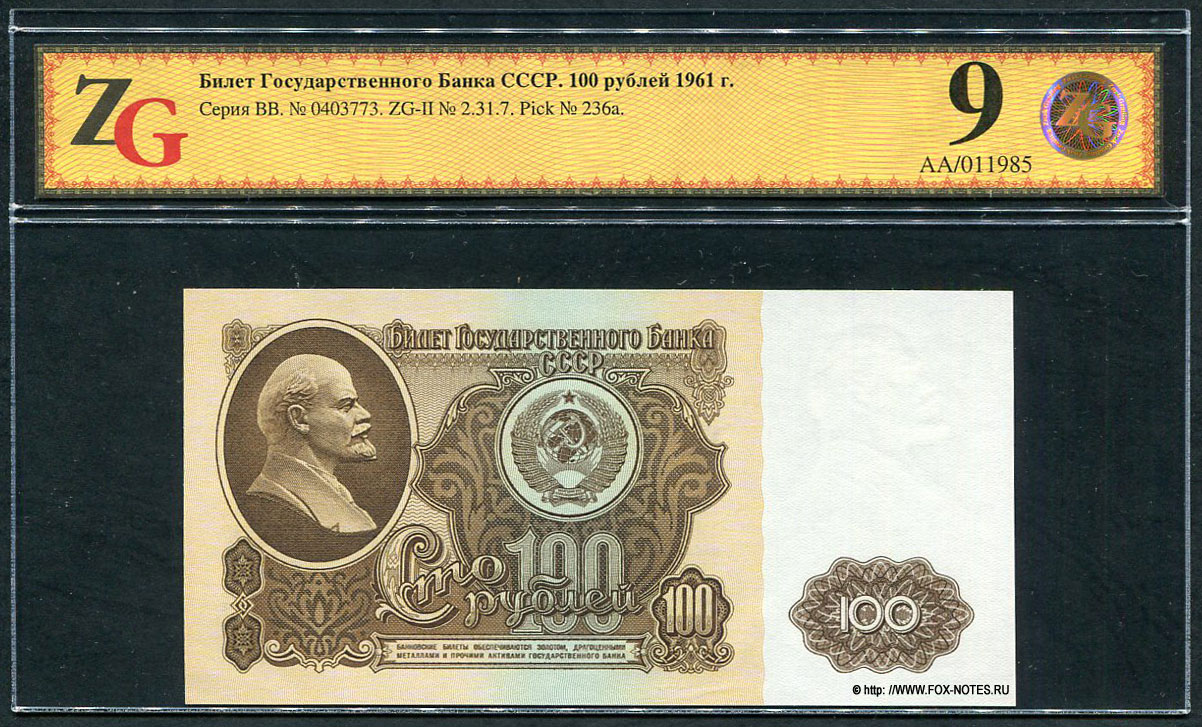 ZG
Билет Государственного Банка СССР. 100 рублей 1961 г.
Серия ВВ. № 0403773. ZG-II № 2.31.7. Pick № 236a.
9
ZG
AA/011985
Билет Государственного Банка
СССР
Сто 100
рублей
100
100
БАНКОВСКИЕ БИЛЕТЫ ОБЕСПЕЧИВАЮТСЯ ЗОЛОТОМ, ДРАГОЦЕННЫМИ
МЕТАЛЛАМИ И ПРОЧИМИ АКТИВАМИ ГОСУДАРСТВЕННОГО БАНКА
© http: //WWW.FOX-NOTES.RU